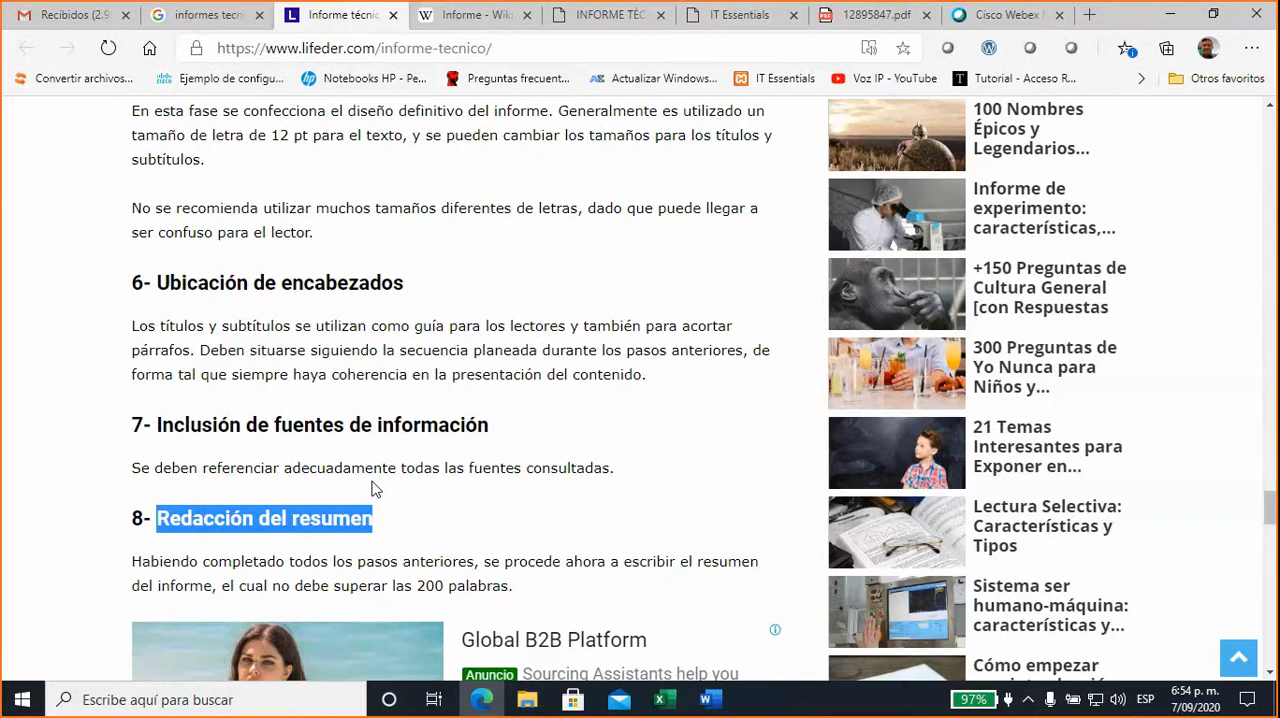 Recibidos (2.9
informes tecn
Informe técni
Informe - Wiki
INFORME TÉC
IT Essentials
12895847.pdf
Cisco Webex M
https://www.lifeder.com/informe-tecnico/
Convertir archivos...
Ejemplo de configu...
Notebooks HP - Pe...
Preguntas frecuent...
Actualizar Windows...
IT Essentials
Voz IP - YouTube
Tutorial - Acceso R...
Otros favoritos
En esta fase se confecciona el diseño definitivo del informe. Generalmente es utilizado un
tamaño de letra de 12 pt para el texto, y se pueden cambiar los tamaños para los títulos y
subtítulos.
No se recomienda utilizar muchos tamaños diferentes de letras, dado que puede llegar a
ser confuso en el lector.
6- Ubicación de encabezados
Los títulos y subtítulos se utilizan como guía para los lectores y también para acortar
párrafos. Deben situarse siguiendo la secuencia planeada durante los pasos anteriores, de
forma tal que siempre haya coherencia en la presentación del contenido.
7- Inclusión de fuentes de información
Se deben referenciar adecuadamente todas las fuentes consultadas.
8- Redacción del resumen
Habiendo completado todos los pasos anteriores, se procede ahora a escribir el resumen
del informe, el cual no debe superar las 200 palabras.
Global B2B Platform
Anuncio Sourcing Assistants help you
100 Nombres
Épicos y
Legendarios...
Informe de
experimento:
características,...
+150 Preguntas de
Cultura General
[con Respuestas
300 Preguntas de
Yo Nunca para
Niños y...
21 Temas
Interesantes para
Exponer en...
Lectura Selectiva:
Características y
Tipos
Sistema ser
humano-máquina:
características y...
Cómo empezar
Escribe aquí para buscar
97%
ESP
6:54 p. m.
7/09/2020